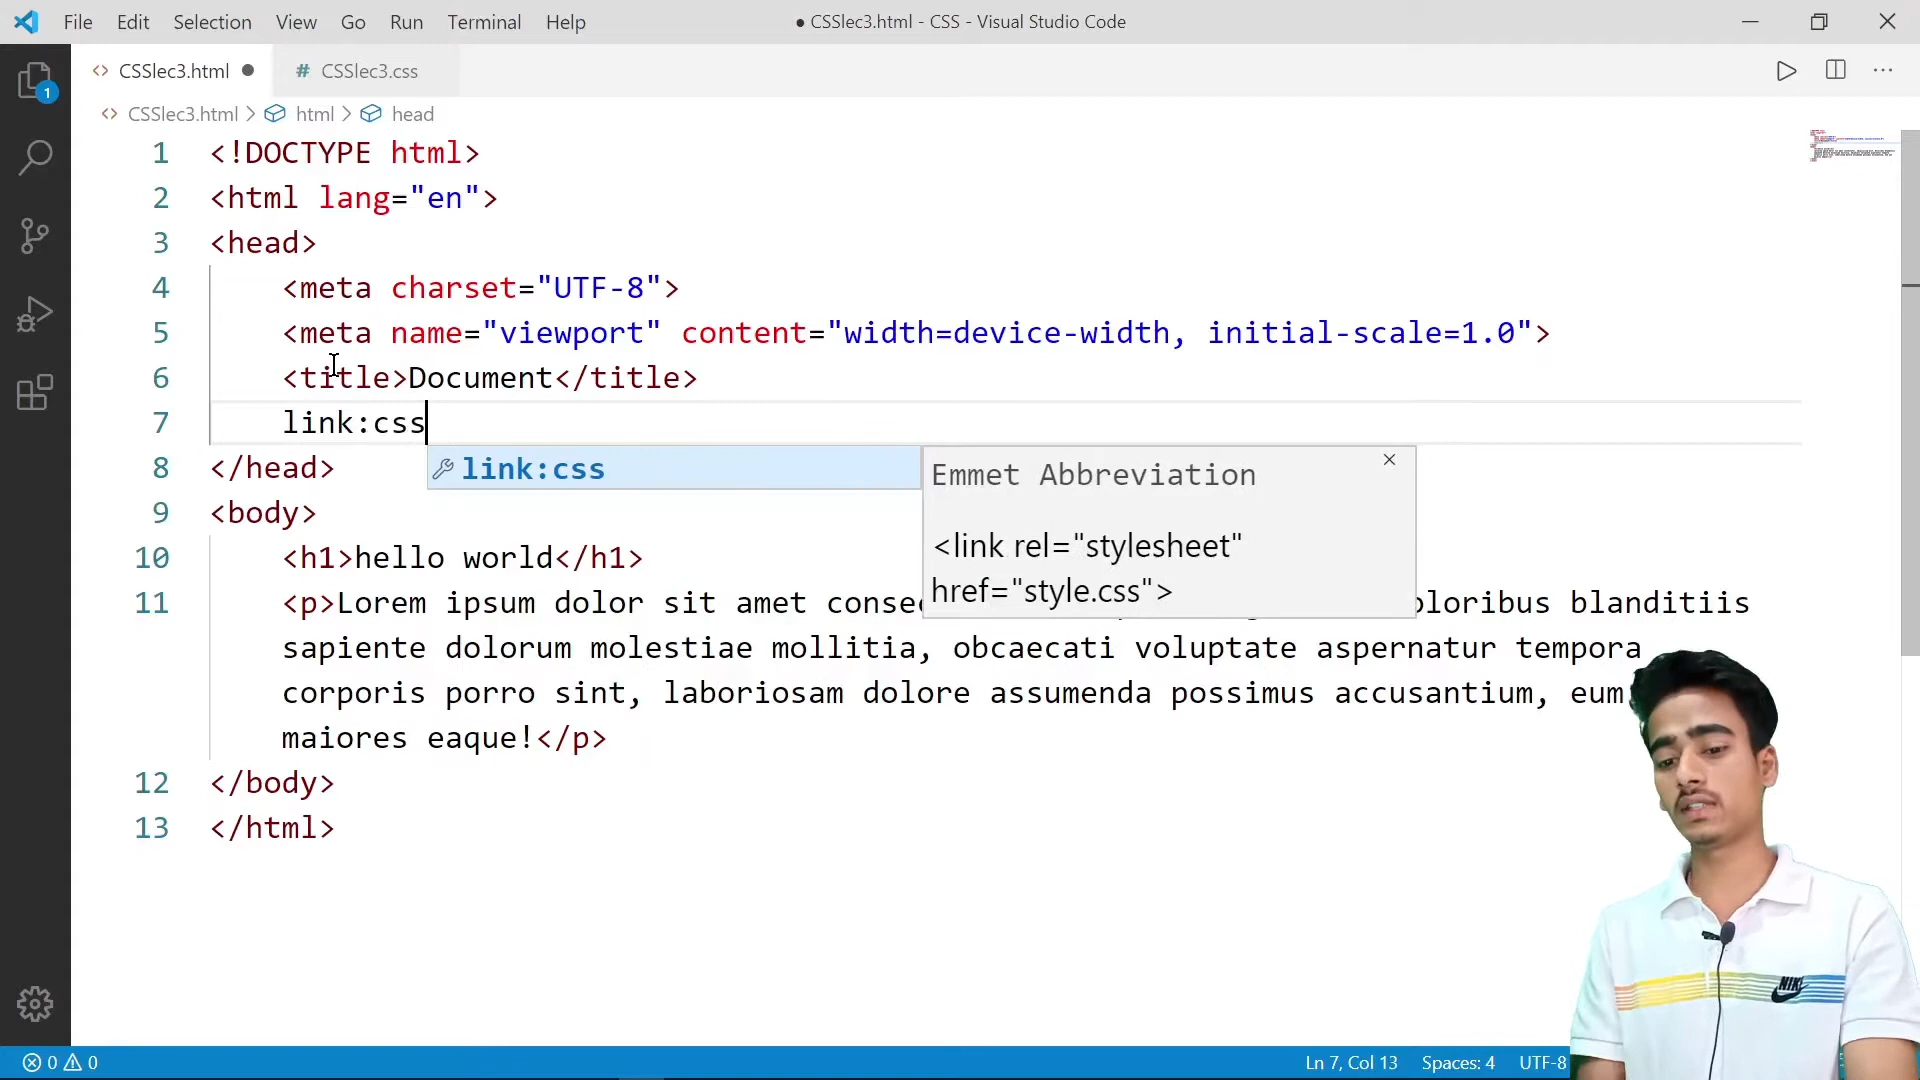 File Edit Selection View Go Run Terminal Help ● CSSlec3.html - CSS - Visual Studio Code
1
<> CSSlec3.html ● # CSSlec3.css
<> CSSlec3.html > html > head
1 <!DOCTYPE html>
2 <html lang="en">
3 <head>
4 <meta charset="UTF-8">
5 <meta name="viewport" content="width=device-width, initial-scale=1.0">
6 <title>Document</title>
7 link:css
8 </head>
link:css
Emmet Abbreviation
<link rel="stylesheet"
href="style.css">
9 <body>
10 <h1>hello world</h1>
11 <p>Lorem ipsum dolor sit amet blanditiis
sapiente dolorum molestiae mollitia, obcaecati voluptate aspernatur tempora
corporis porro sint, laboriosam dolore assumenda possimus accusantium, eum
maiores eaque!</p>
12 </body>
13 </html>
NIKE
0 0 Ln 7, Col 13 Spaces: 4 UTF-8